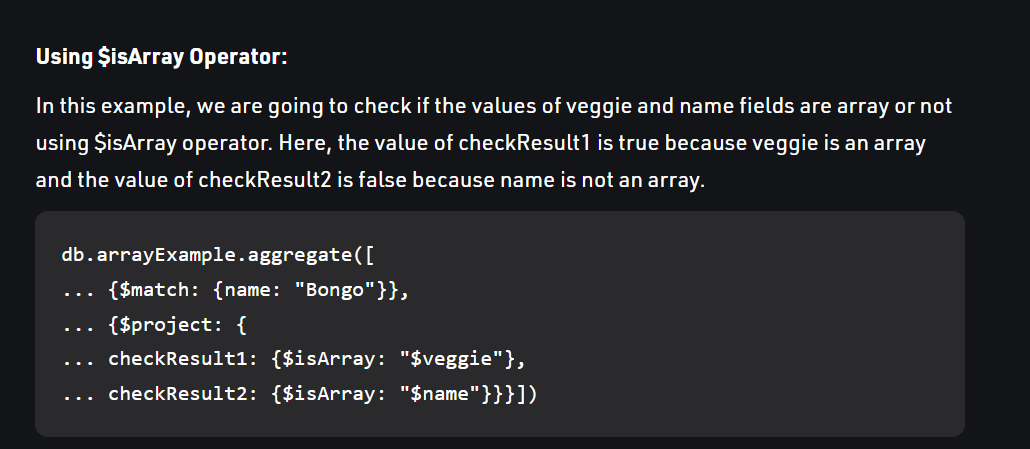 Using $isArray Operator:
In this example, we are going to check if the values of veggie and name fields are array or not
using $isArray operator. Here, the value of checkResult1 is true because veggie is an array
and the value of checkResult2 is false because name is not an array.
db.arrayExample.aggregate([
... {$match: {name: "Bongo"}},
... {$project: {
... checkResult1: {$isArray: "$veggie"},
... checkResult2: {$isArray: "$name"}}}])